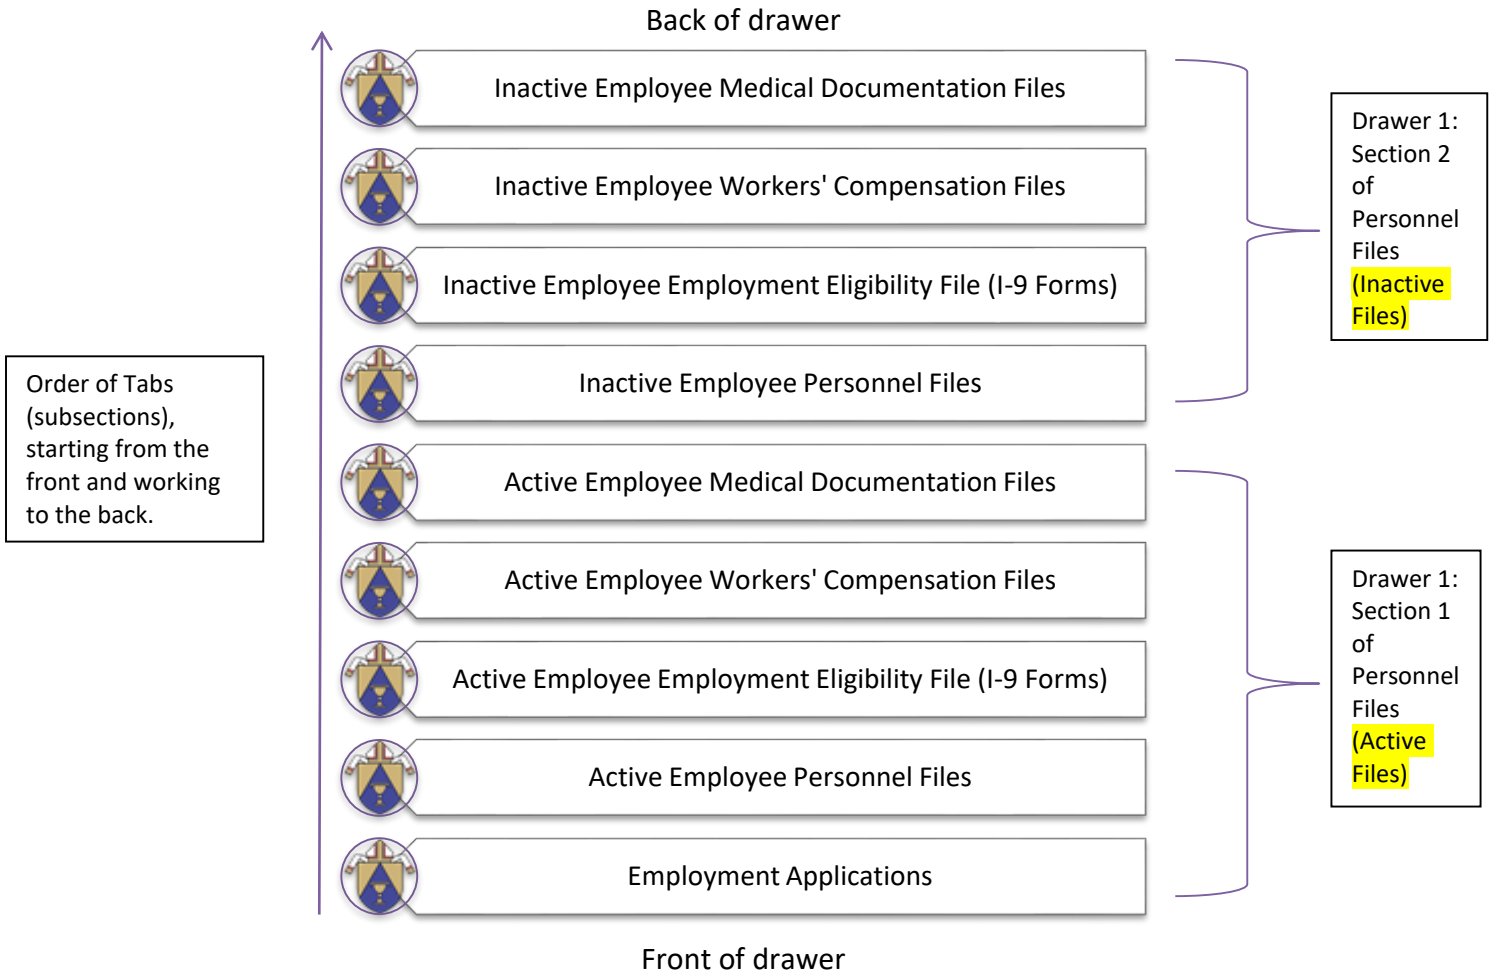 Back of drawer
Inactive Employee Medical Documentation Files
Inactive Employee Workers' Compensation Files
Inactive Employee Employment Eligibility File (I-9 Forms)
Inactive Employee Personnel Files
Active Employee Medical Documentation Files
Active Employee Workers' Compensation Files
Active Employee Employment Eligibility File (I-9 Forms)
Active Employee Personnel Files
Employment Applications
Front of drawer
Order of Tabs
(subsections),
starting from the
front and working
to the back.
Drawer 1:
Section 2
of
Personnel
Files
(Inactive
Files)
Drawer 1:
Section 1
of
Personnel
Files
(Active
Files)